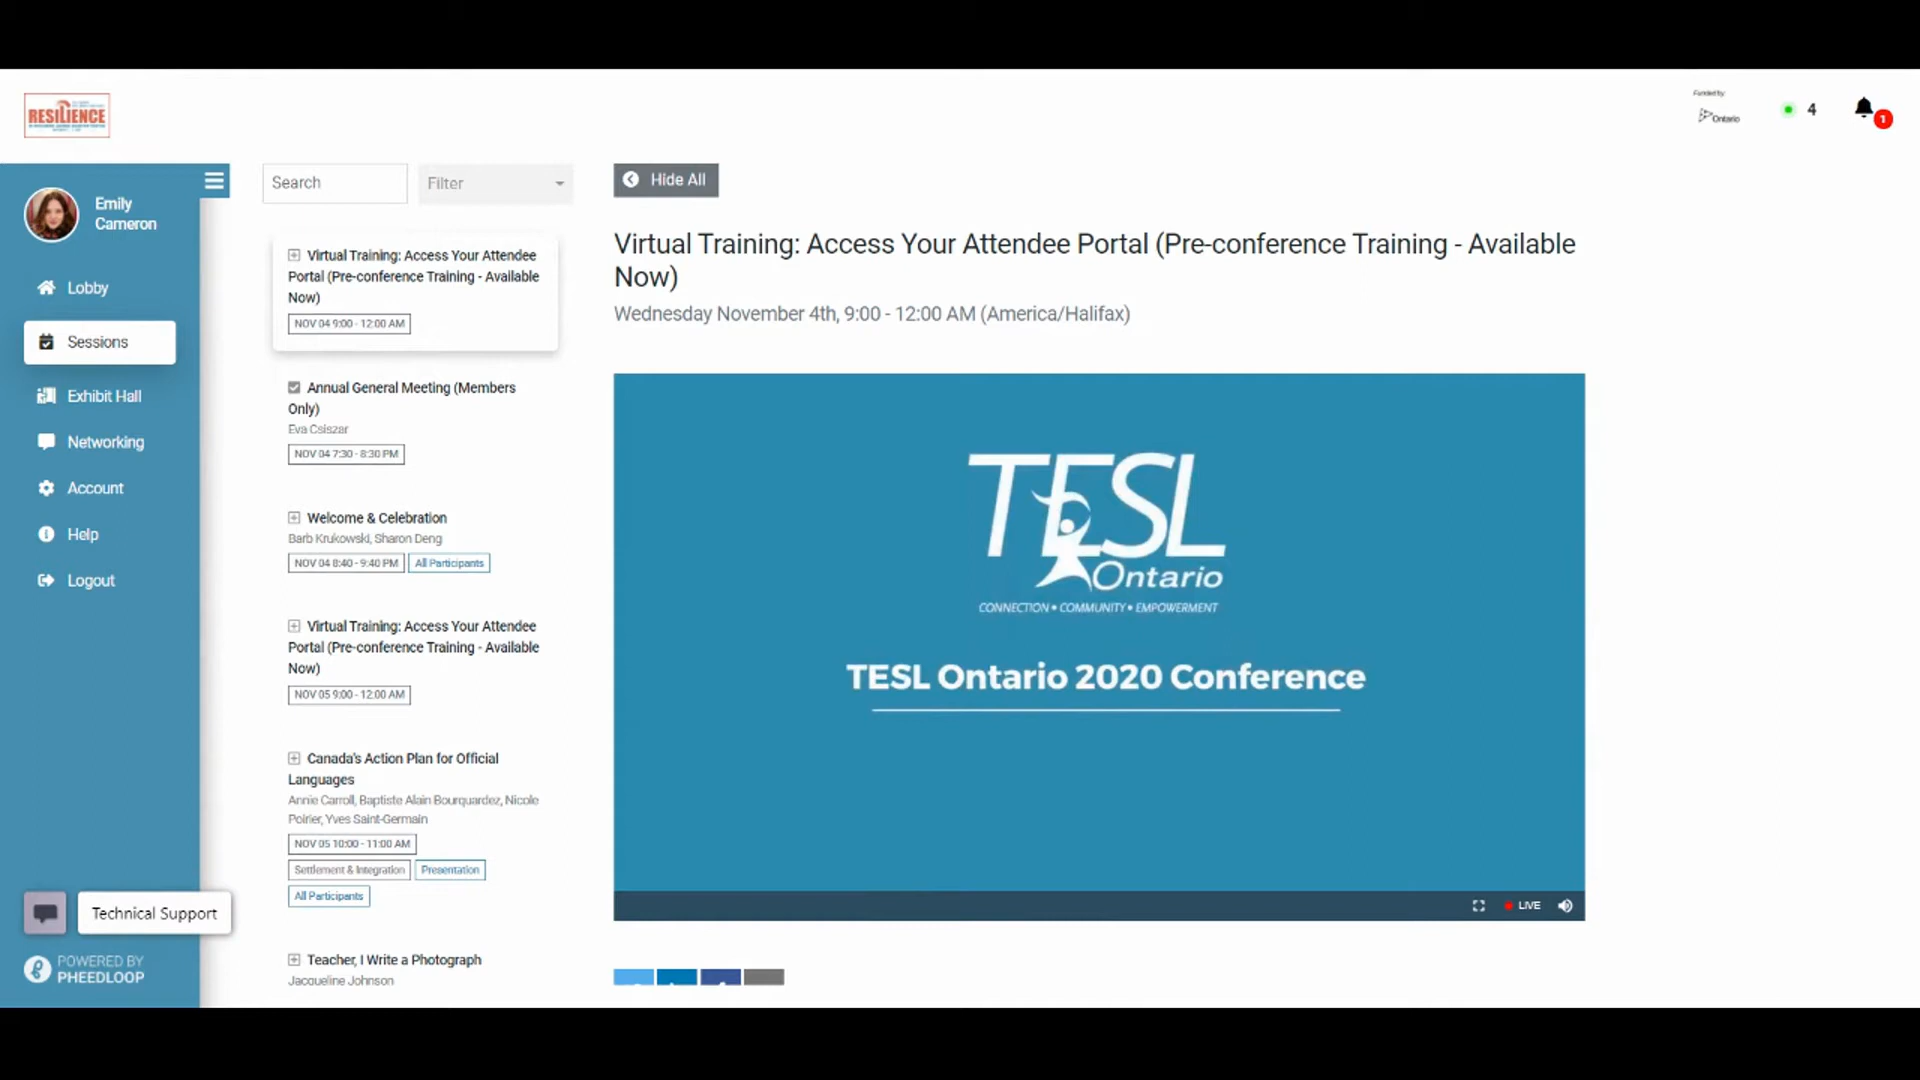 RESILIENCE
Funded by
Ontario
4
1
Emily
Cameron
Lobby
Sessions
Exhibit Hall
Networking
Account
Help
Logout
Technical Support
POWERED BY
PHEEDLOOP
Search
Filter
Virtual Training: Access Your Attendee
Portal (Pre-conference Training - Available
Now)
NOV 04 9:00 - 12:00 AM
Annual General Meeting (Members
Only)
Eva Csiszar
NOV 04 7:30 - 8:30 PM
Welcome & Celebration
Barb Krukowski, Sharon Deng
NOV 04 8:40 - 9:40 PM
All Participants
Virtual Training: Access Your Attendee
Portal (Pre-conference Training - Available
Now)
NOV 05 9:00 - 12:00 AM
Canada's Action Plan for Official
Languages
Annie Carroll, Baptiste Alain Bourquardez, Nicole
Poirier, Yves Saint-Germain
NOV 05 10:00 - 11:00 AM
Settlement & Integration
Presentation
All Participants
Teacher, I Write a Photograph
Jacqueline Johnson
Hide All
Virtual Training: Access Your Attendee Portal (Pre-conference Training - Available
Now)
Wednesday November 4th, 9:00 - 12:00 AM (America/Halifax)
TESL
Ontario
CONNECTION • COMMUNITY • EMPOWERMENT
TESL Ontario 2020 Conference
LIVE